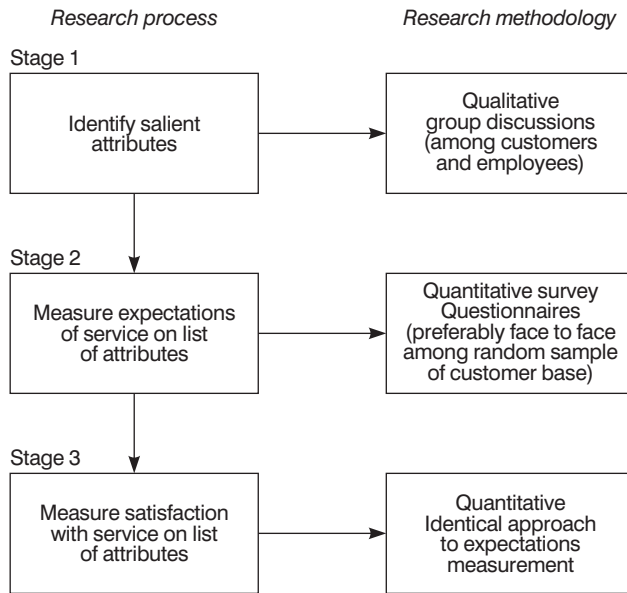 Research process
Research methodology
Stage 1
Identify salient
attributes
Qualitative
group discussions
(among customers
and employees)
Stage 2
Measure expectations
of service on list
of attributes
Quantitative survey
Questionnaires
(preferably face to face
among random sample
of customer base)
Stage 3
Measure satisfaction
with service on list
of attributes
Quantitative
Identical approach
to expectations
measurement